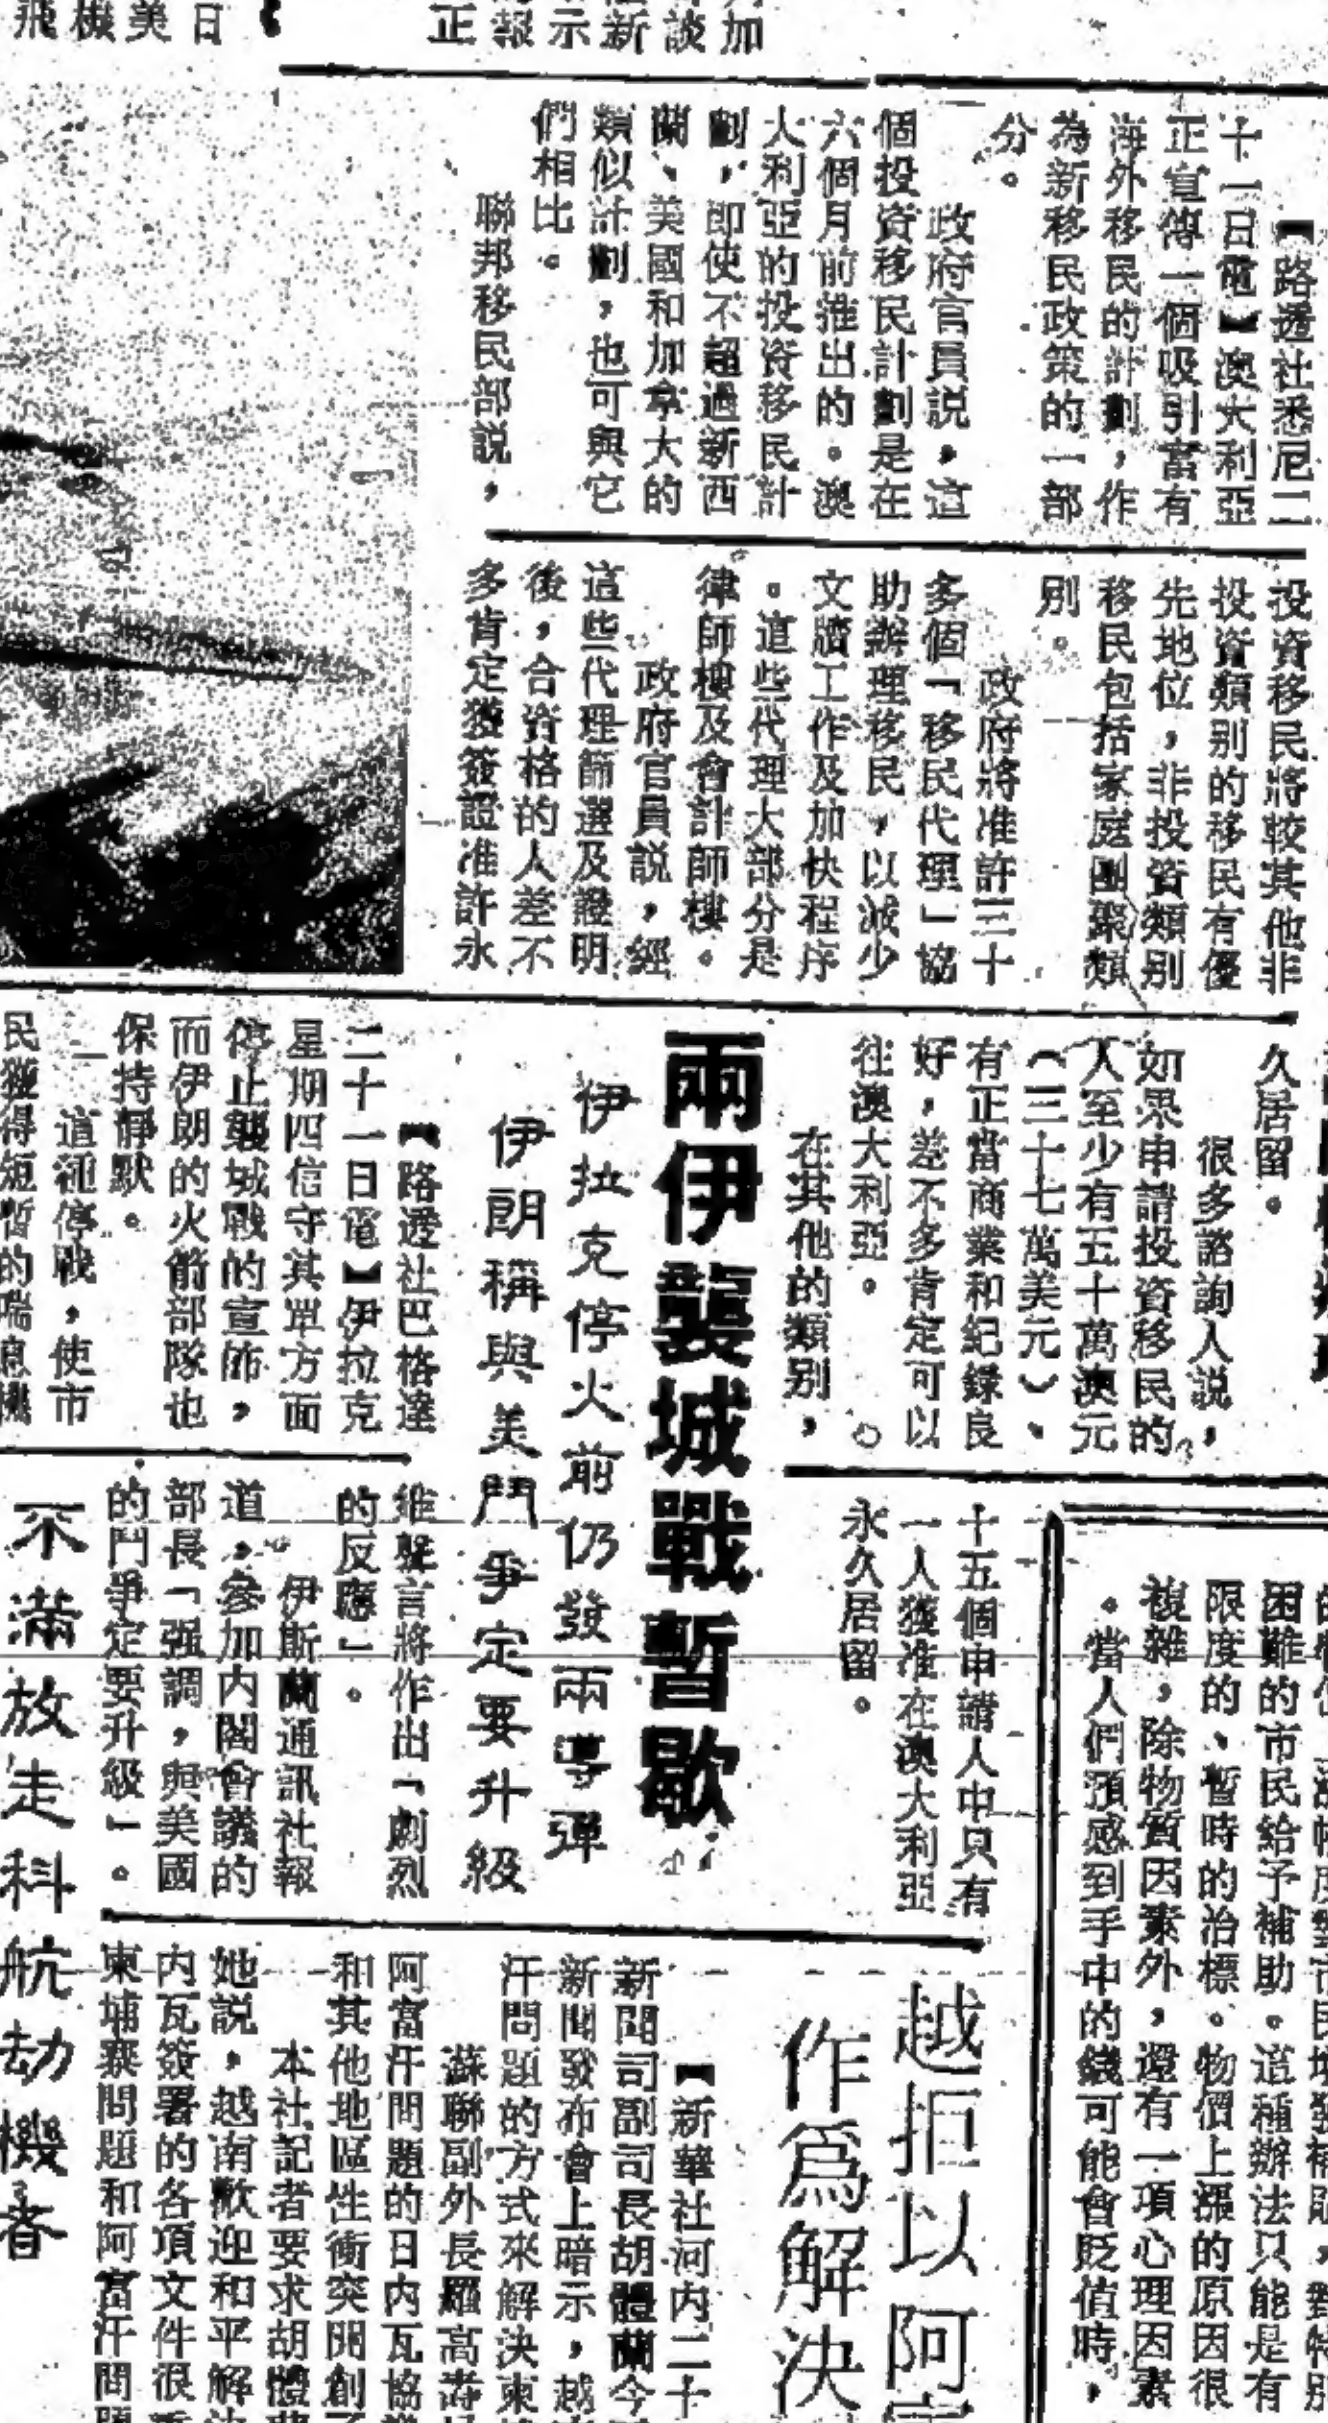 飛機美日
正報示新談加
【路透社悉尼二
十一日電】澳大利亞
正宣傳一個吸引富有
海外移民的計劃，作
為新移民政策的一部
分。
政府官員説，這
個投資移民計劃是在
六個月前推出的。澳
大利亞的投資移民計
劃，即使不超過新西
蘭、美國和加拿大的
類似計劃，也可與它
們相比。
聯邦移民部説，
投資移民將較其他非
投資類别的移民有優
先地位，非投資類别
移民包括家庭團聚類
别。
政府將准許三十
多個「移民代理」協
助辦理移民，以減少
文牘工作及加快程序
。這些代理大部分是
律師樓及會計師樓。
政府官員説，經
這些代理篩選及證明
後，合資格的人差不
多肯定獲簽證准許永
久居留。
很多諮詢人説，
如果申請投資移民的
人至少有五十萬澳元
（三十七萬美元）、
有正當商業和紀録良
好，差不多肯定可以
往澳大利亞。
在其他的類别，
十五個申請人中只有
一人獲准在澳大利亞
永久居留。
兩伊襲城戰暫歇
伊拉克停火前仍發兩導彈
伊朗稱與美鬥爭定要升級
【路透社巴格達
二十一日電】伊拉克
星期四信守其單方面
停止襲城戰的宣佈，
而伊朗的火箭部隊也
保持靜默。
這種停戰，使市
民獲得短暫的喘息機
維聲言將作出「劇烈
的反應」。
伊斯蘭通訊社報
道，參加内閣會議的
部長「强調，與美國
的鬥爭定要升級」。
不滿放走科航劫機者
困難的市民給予補助。這種辦法只能是有
限度的、暫時的治標。物價上漲的原因很
複雜，除物質因素外，還有一項心理因素
。當人們預感到手中的錢可能會貶值時，
越拒以阿
作爲解決
【新華社河内二十
新聞司副司長胡體蘭今
新聞發布會上暗示，越
汗問題的方式來解決柬
蘇聯副外長羅高壽
阿富汗問題的日内瓦協
和其他地區性衝突開創了
本社記者要求胡體蘭
她説，越南歡迎和平解決
内瓦簽署的各項文件很
柬埔寨問題和阿富汗問題